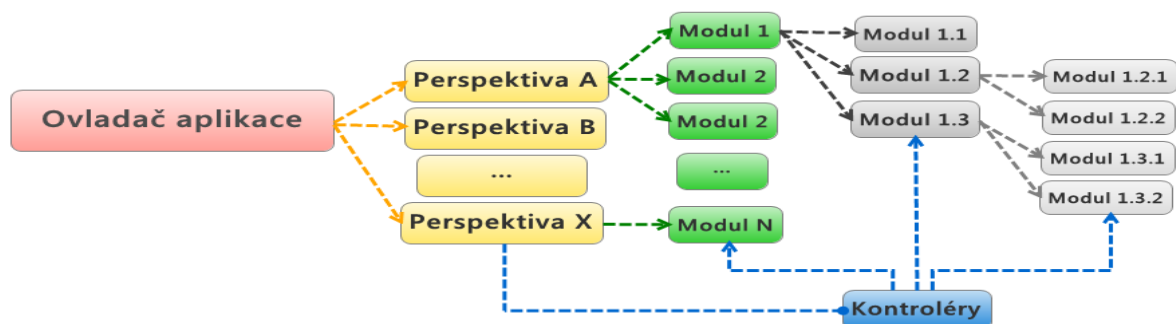 Ovladač aplikace
Perspektiva A
Perspektiva B
...
Perspektiva X
Modul 1
Modul 2
Modul 2
...
Modul N
Modul 1.1
Modul 1.2
Modul 1.3
Modul 1.2.1
Modul 1.2.2
Modul 1.3.1
Modul 1.3.2
Kontroléry